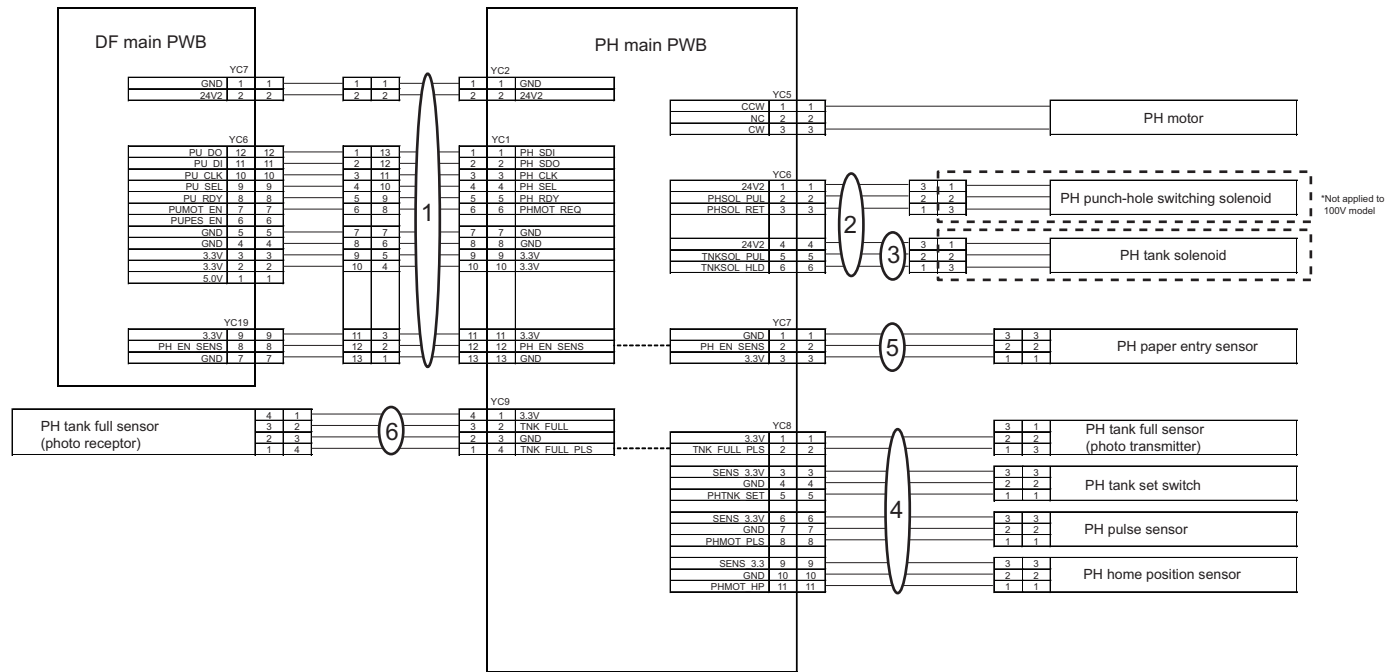 DF main PWB
PH main PWB
YC7
GND 1 1 1 1
24V2 2 2 2 2
YC2
1 1 GND
2 2 24V2
YC6
PU DO 12 12 1 13
PU DI 11 11 2 12
PU CLK 10 10 3 11
PU SEL 9 9 4 10
PU RDY 8 8 5 9
PUMOT EN 7 7 6 8
PUPES EN 6 6
GND 5 5 7 7
GND 4 4 8 6
3.3V 3 3 9 5
3.3V 2 2 10 4
5.0V 1 1
YC19
3.3V 9 9 11 3
PH EN SENS 8 8 12 2
GND 7 7 13 1
1
YC1
1 1 PH SDI
2 2 PH SDO
3 3 PH CLK
4 4 PH SEL
5 5 PH RDY
6 6 PHMOT REQ
7 7 GND
8 8 GND
9 9 3.3V
10 10 3.3V
11 11 3.3V
12 12 PH EN SENS
13 13 GND
PH tank full sensor
(photo receptor)
4 1
3 2
2 3
1 4
6
YC9
4 1 3.3V
3 2 TNK FULL
2 3 GND
1 4 TNK FULL PLS
YC5
CCW 1 1
NC 2 2
CW 3 3
PH motor
YC6
24V2 1 1
PHSOL PUL 2 2
PHSOL RET 3 3
2
3 1
2 2
1 3
PH punch-hole switching solenoid
*Not applied to
100V model
24V2 4 4
TNKSOL PUL 5 5
TNKSOL HLD 6 6
3
3 1
2 2
1 3
PH tank solenoid
YC7
GND 1 1
PH EN SENS 2 2
3.3V 3 3
5
3 3
2 2
1 1
PH paper entry sensor
YC8
3.3V 1 1
TNK FULL PLS 2 2
3 1
2 2
1 3
PH tank full sensor
(photo transmitter)
SENS 3.3V 3 3
GND 4 4
PHTNK SET 5 5
3 3
2 2
1 1
PH tank set switch
4
SENS 3.3V 6 6
GND 7 7
PHMOT PLS 8 8
3 3
2 2
1 1
PH pulse sensor
SENS 3.3 9 9
GND 10 10
PHMOT HP 11 11
3 3
2 2
1 1
PH home position sensor